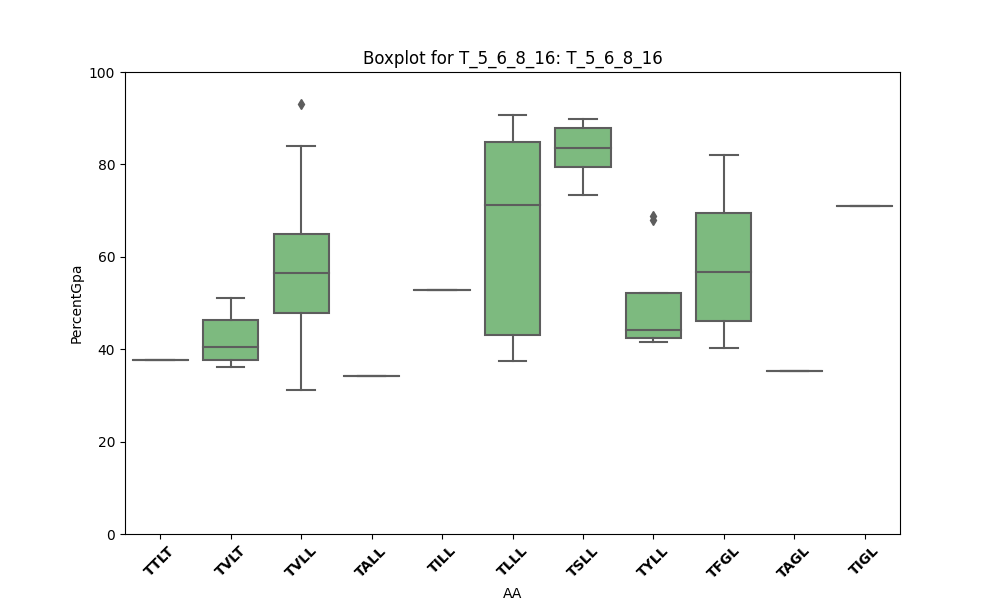 Boxplot for T_5_6_8_16: T_5_6_8_16
100
80
60
40
20
0
PercentGpa
TTLT
TVLT
TVLL
TALL
TILL
TLLL
TSLL
TYLL
TFGL
TAGL
TIGL
AA